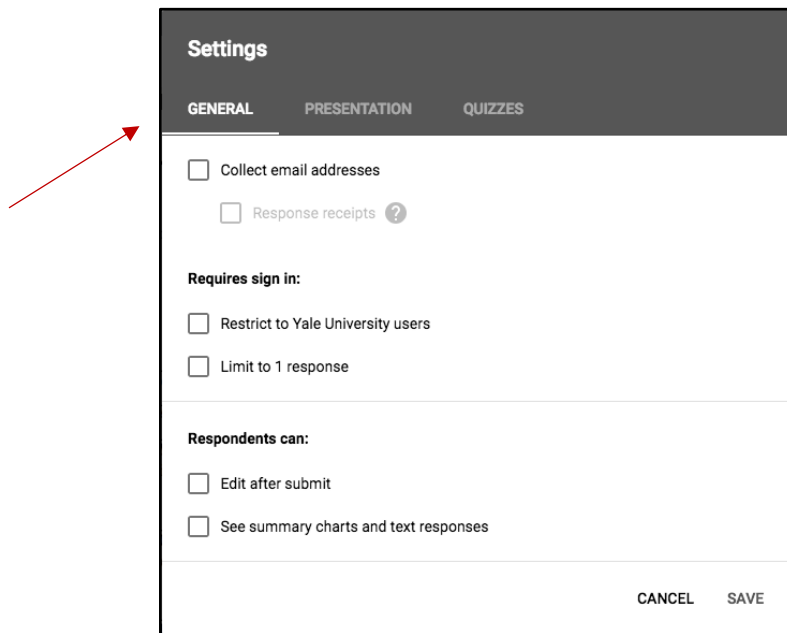 Settings
GENERAL PRESENTATION QUIZZES
Collect email addresses
Response receipts ?
Requires sign in:
Restrict to Yale University users
Limit to 1 response
Respondents can:
Edit after submit
See summary charts and text responses
CANCEL SAVE